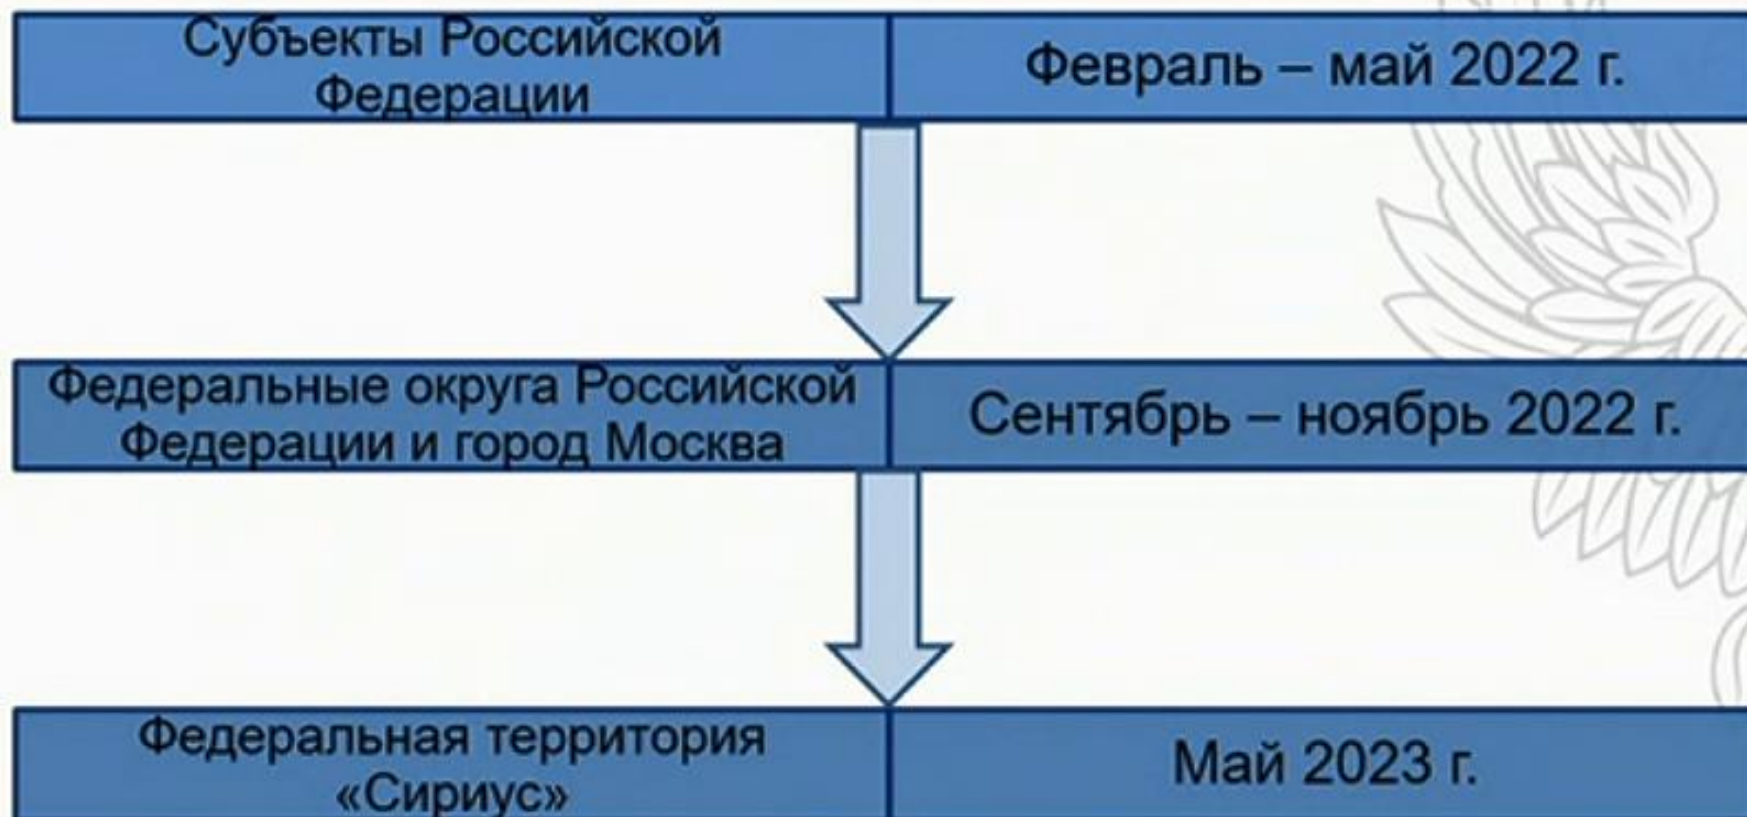 Субъекты Российской
Федерации
Февраль – май 2022 г.
Федеральные округа Российской
Федерации и город Москва
Сентябрь – ноябрь 2022 г.
Федеральная территория
«Сириус»
Май 2023 г.